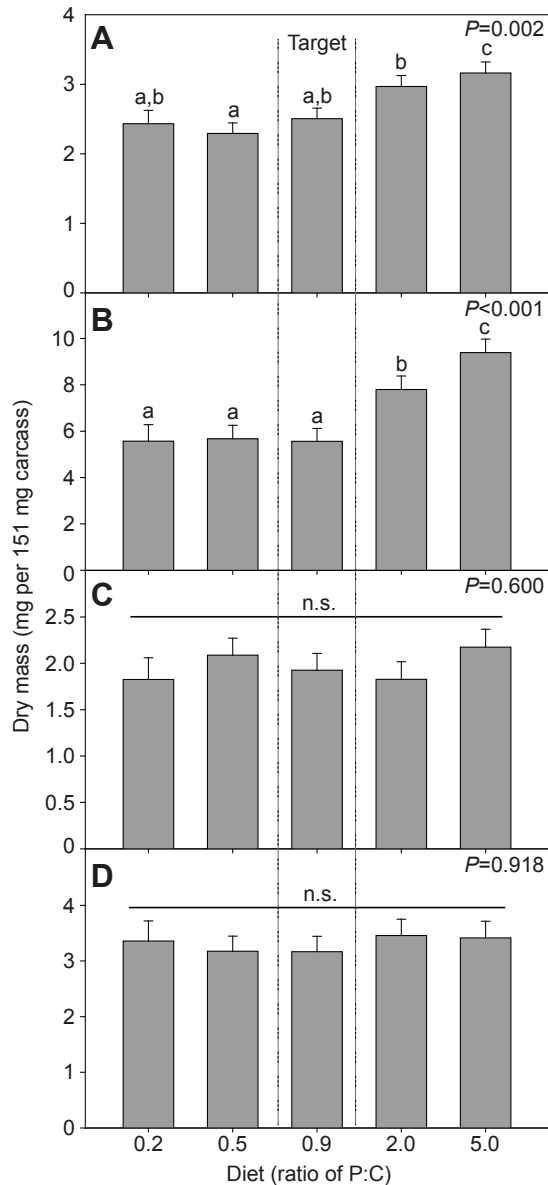 Dry mass (mg per 151 mg carcass)
A
Target
P=0.002
4
3
2
1
0
a,b
a
a,b
b
c
B
P<0.001
10
8
6
4
2
0
a
a
a
b
c
C
P=0.600
n.s.
2.5
2.0
1.5
1.0
0.5
0
D
P=0.918
n.s.
4
3
2
1
0
0.2 0.5 0.9 2.0 5.0
Diet (ratio of P:C)